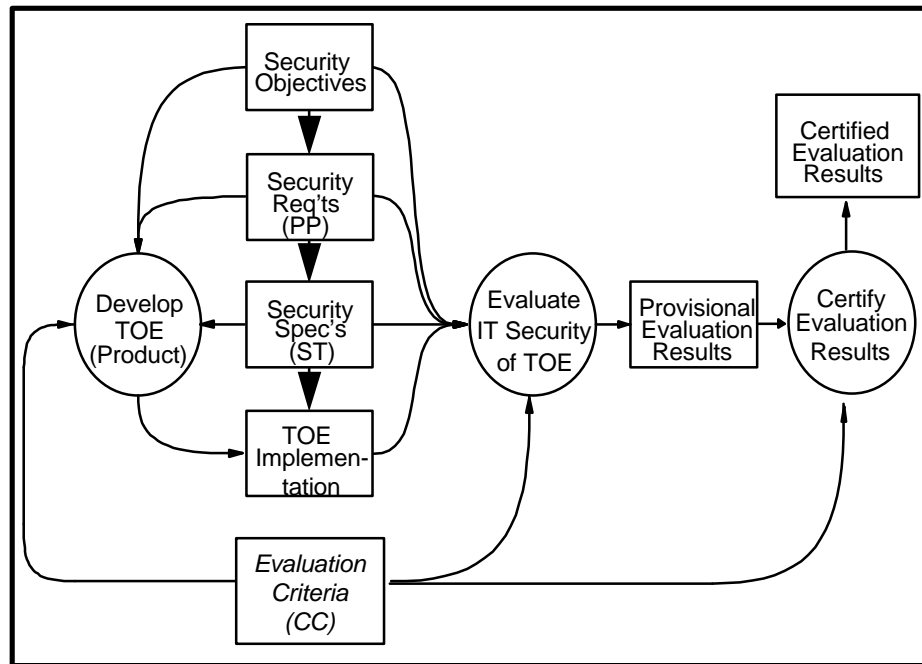 Security
Objectives
Security
Req'ts
(PP)
Security
Spec's
(ST)
TOE
Implemen-
tation
Develop
TOE
(Product)
Evaluate
IT Security
of TOE
Provisional
Evaluation
Results
Certify
Evaluation
Results
Certified
Evaluation
Results
Evaluation
Criteria
(CC)